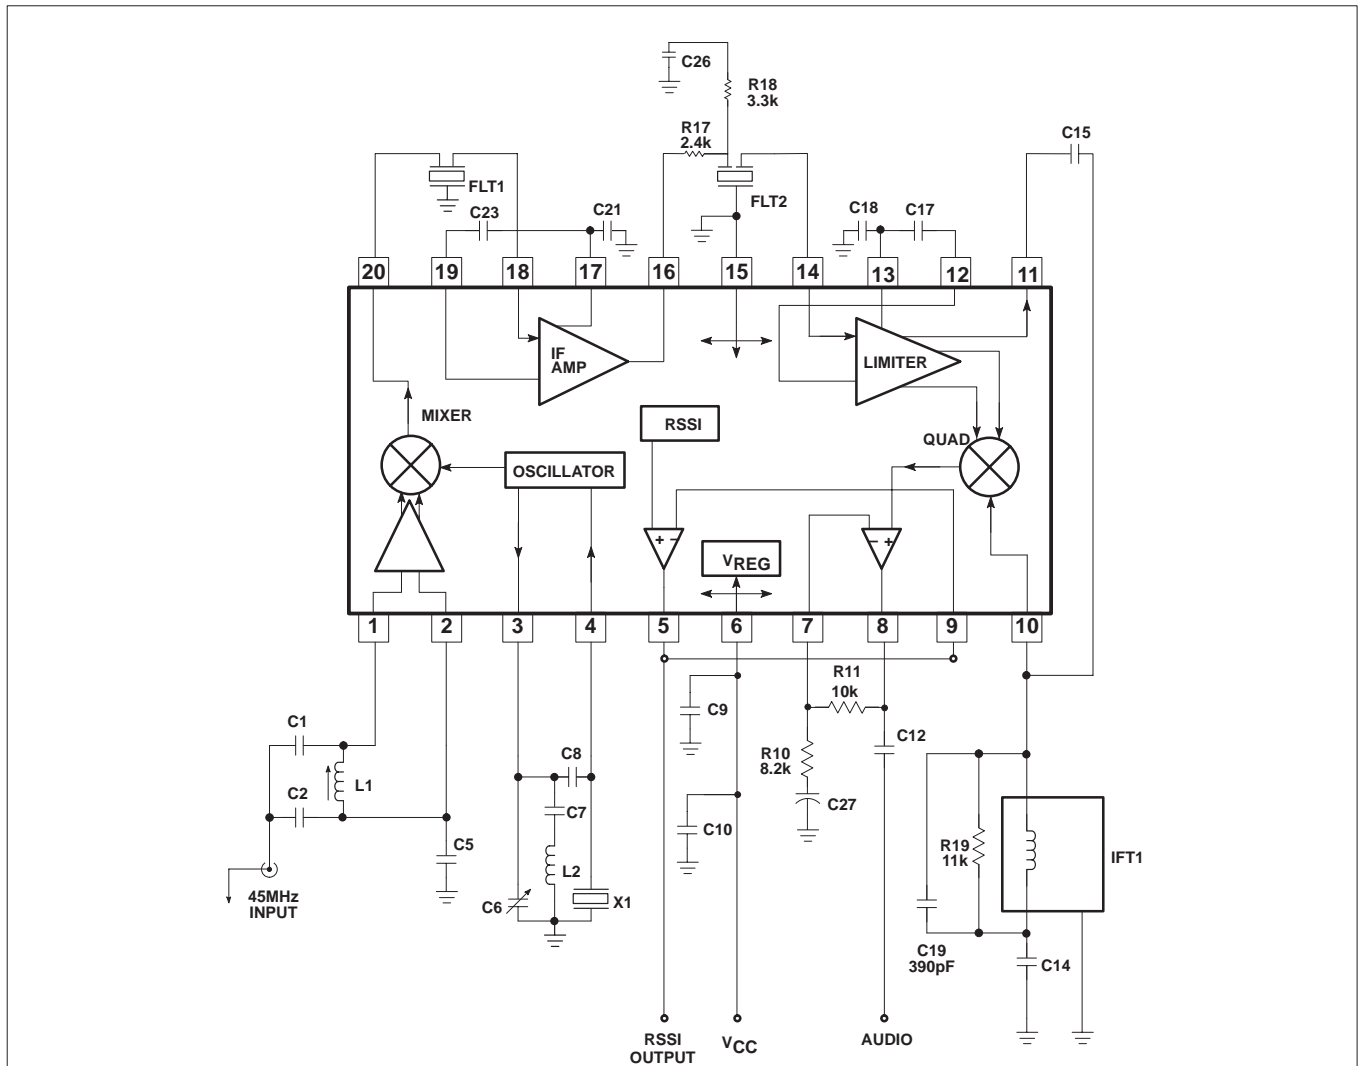 C26
R18
3.3k
R17
2.4k
C15
FLT1
FLT2
C23
C21
C18
C17
20
19
18
17
16
15
14
13
12
11
IF
AMP
LIMITER
MIXER
RSSI
QUAD
OSCILLATOR
+ −
VREG
− +
1
2
3
4
5
6
7
8
9
10
R11
10k
C9
C1
C8
R10
8.2k
C12
L1
C2
C7
C27
C10
C5
L2
R19
11k
IFT1
45MHz
INPUT
C6
X1
C19
390pF
C14
RSSI
OUTPUT
VCC
AUDIO